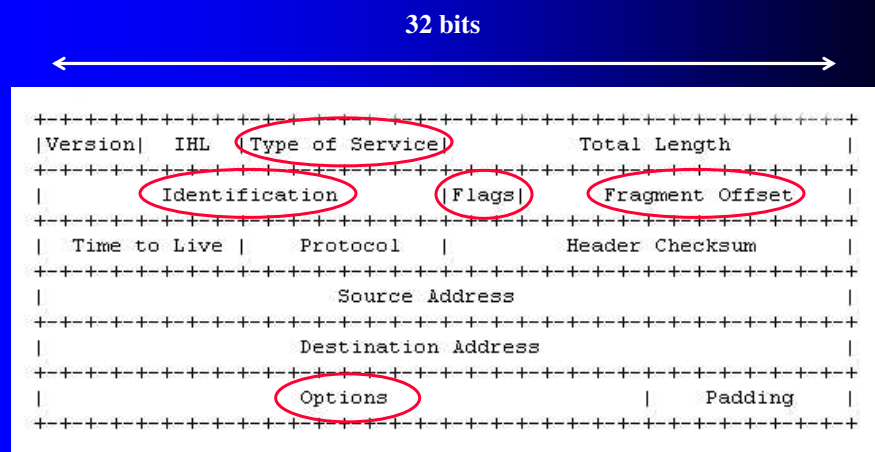 32 bits
+-+-+-+-+-+-+-+-+-+-+-+-+-+-+-+-+-+-+-+-+-+-+-+-+-+-+-+-+-+-+-+-+
|Version| IHL |Type of Service| Total Length |
+-+-+-+-+-+-+-+-+-+-+-+-+-+-+-+-+-+-+-+-+-+-+-+-+-+-+-+-+-+-+-+-+
| Identification |Flags| Fragment Offset |
+-+-+-+-+-+-+-+-+-+-+-+-+-+-+-+-+-+-+-+-+-+-+-+-+-+-+-+-+-+-+-+-+
| Time to Live | Protocol | Header Checksum |
+-+-+-+-+-+-+-+-+-+-+-+-+-+-+-+-+-+-+-+-+-+-+-+-+-+-+-+-+-+-+-+-+
| Source Address |
+-+-+-+-+-+-+-+-+-+-+-+-+-+-+-+-+-+-+-+-+-+-+-+-+-+-+-+-+-+-+-+-+
| Destination Address |
+-+-+-+-+-+-+-+-+-+-+-+-+-+-+-+-+-+-+-+-+-+-+-+-+-+-+-+-+-+-+-+-+
| Options | Padding |
+-+-+-+-+-+-+-+-+-+-+-+-+-+-+-+-+-+-+-+-+-+-+-+-+-+-+-+-+-+-+-+-+